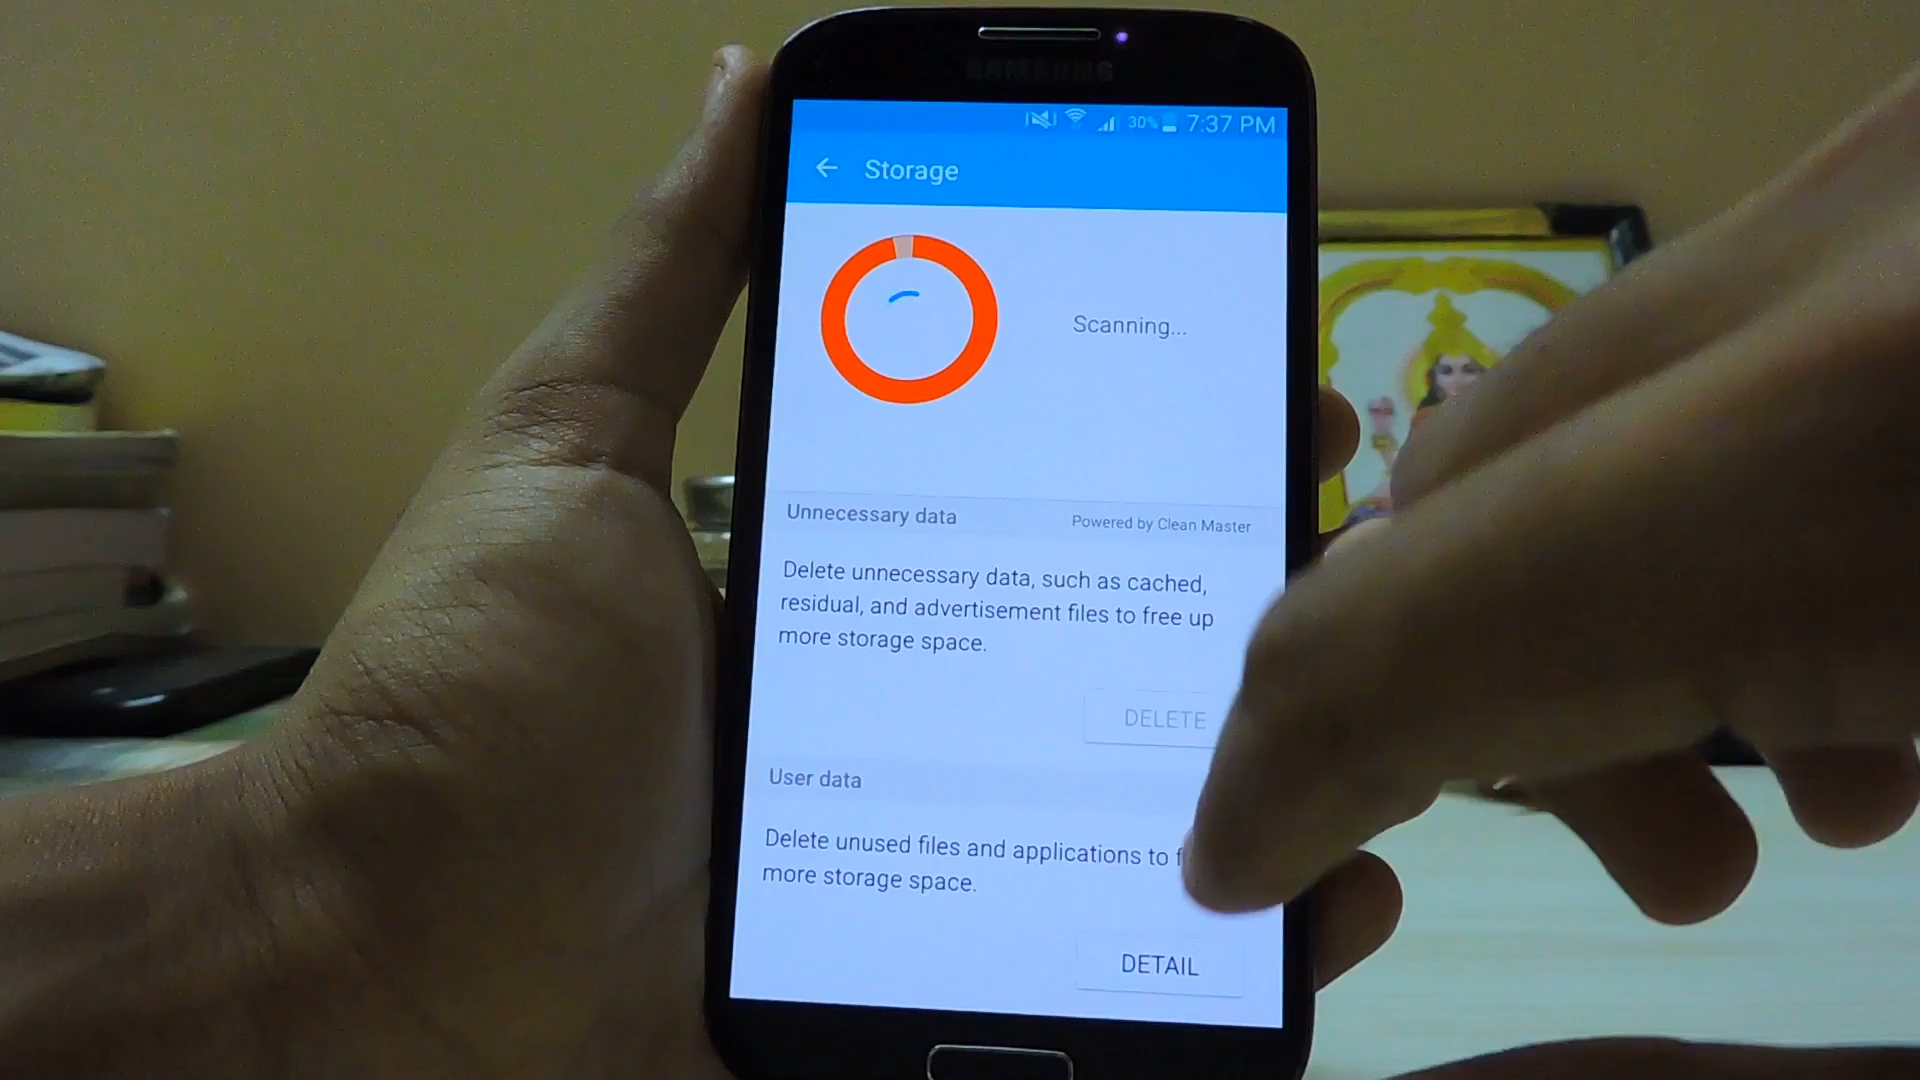 SAMSUNG
30% 7:37 PM
Storage
Scanning...
Unnecessary data
Powered by Clean Master
Delete unnecessary data, such as cached,
residual, and advertisement files to free up
more storage space.
DELETE
User data
Delete unused files and applications to
more storage space.
DETAIL